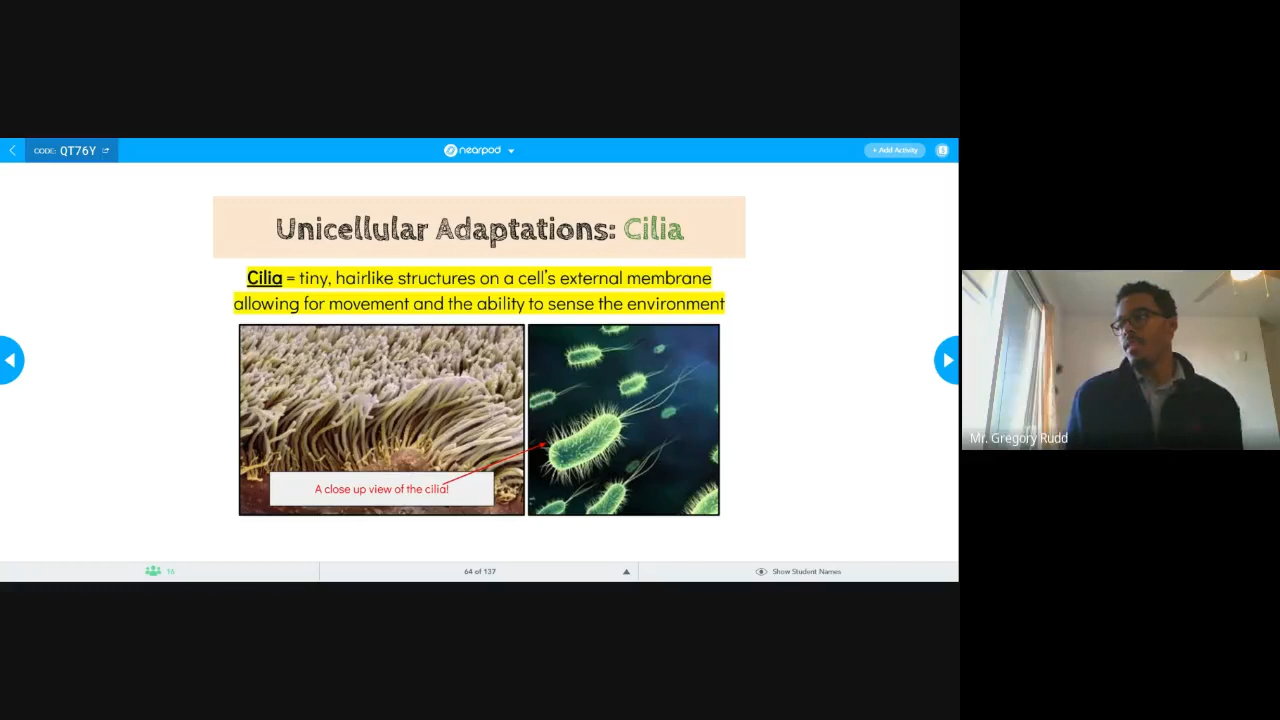 CODE: QT76Y
nearpod
+ Add Activity
Unicellular Adaptations: Cilia
Cilia = tiny, hairlike structures on a cell's external membrane
allowing for movement and the ability to sense the environment
A close up view of the cilia!
Mr. Gregory Rudd
16
64 of 137
Show Student Names